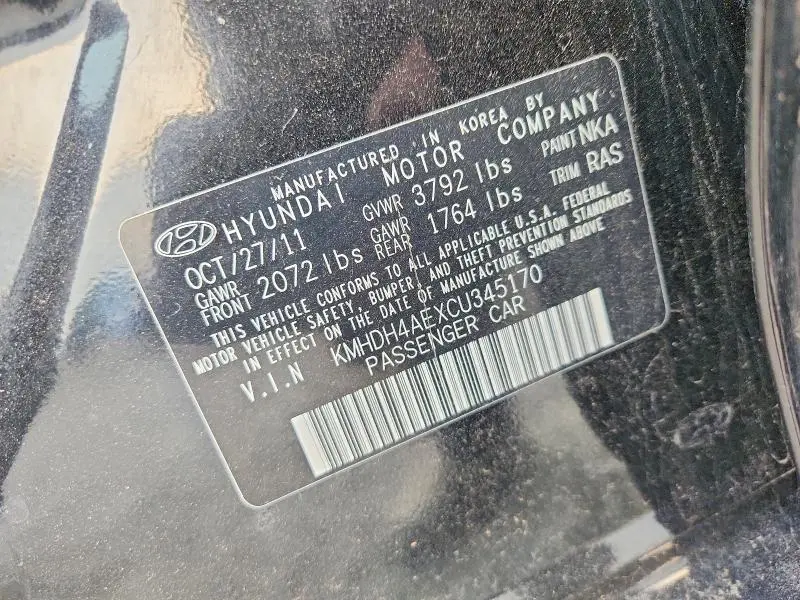 MANUFACTURED IN KOREA BY
HYUNDAI MOTOR COMPANY
OCT/27/11 GVWR 3792 lbs PAINT NKA
GAWR FRONT 2072 lbs GAWR REAR 1764 lbs TRIM RAS
THIS VEHICLE CONFORMS TO ALL APPLICABLE U.S.A. FEDERAL
MOTOR VEHICLE SAFETY, BUMPER, AND THEFT PREVENTION STANDARDS
IN EFFECT ON THE DATE OF MANUFACTURE SHOWN ABOVE
V.I.N KMHDH4AEXCU345170
PASSENGER CAR